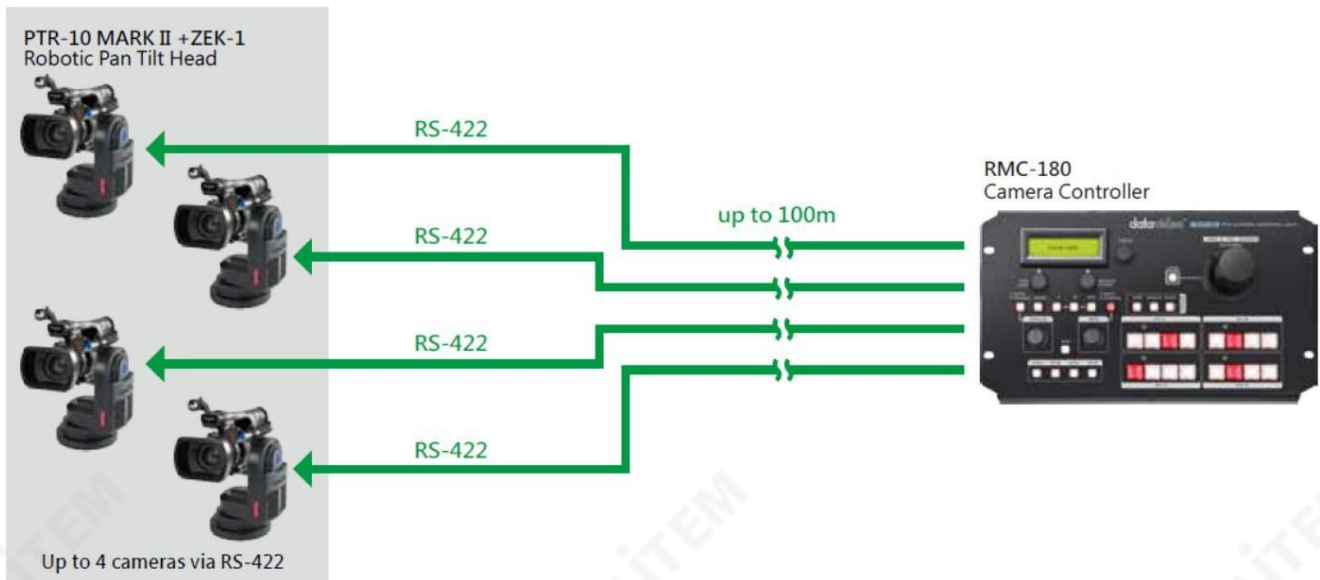 PTR-10 MARK II +ZEK-1
Robotic Pan Tilt Head
RS-422
RS-422
RS-422
RS-422
Up to 4 cameras via RS-422
up to 100m
RMC-180
Camera Controller
datavideo